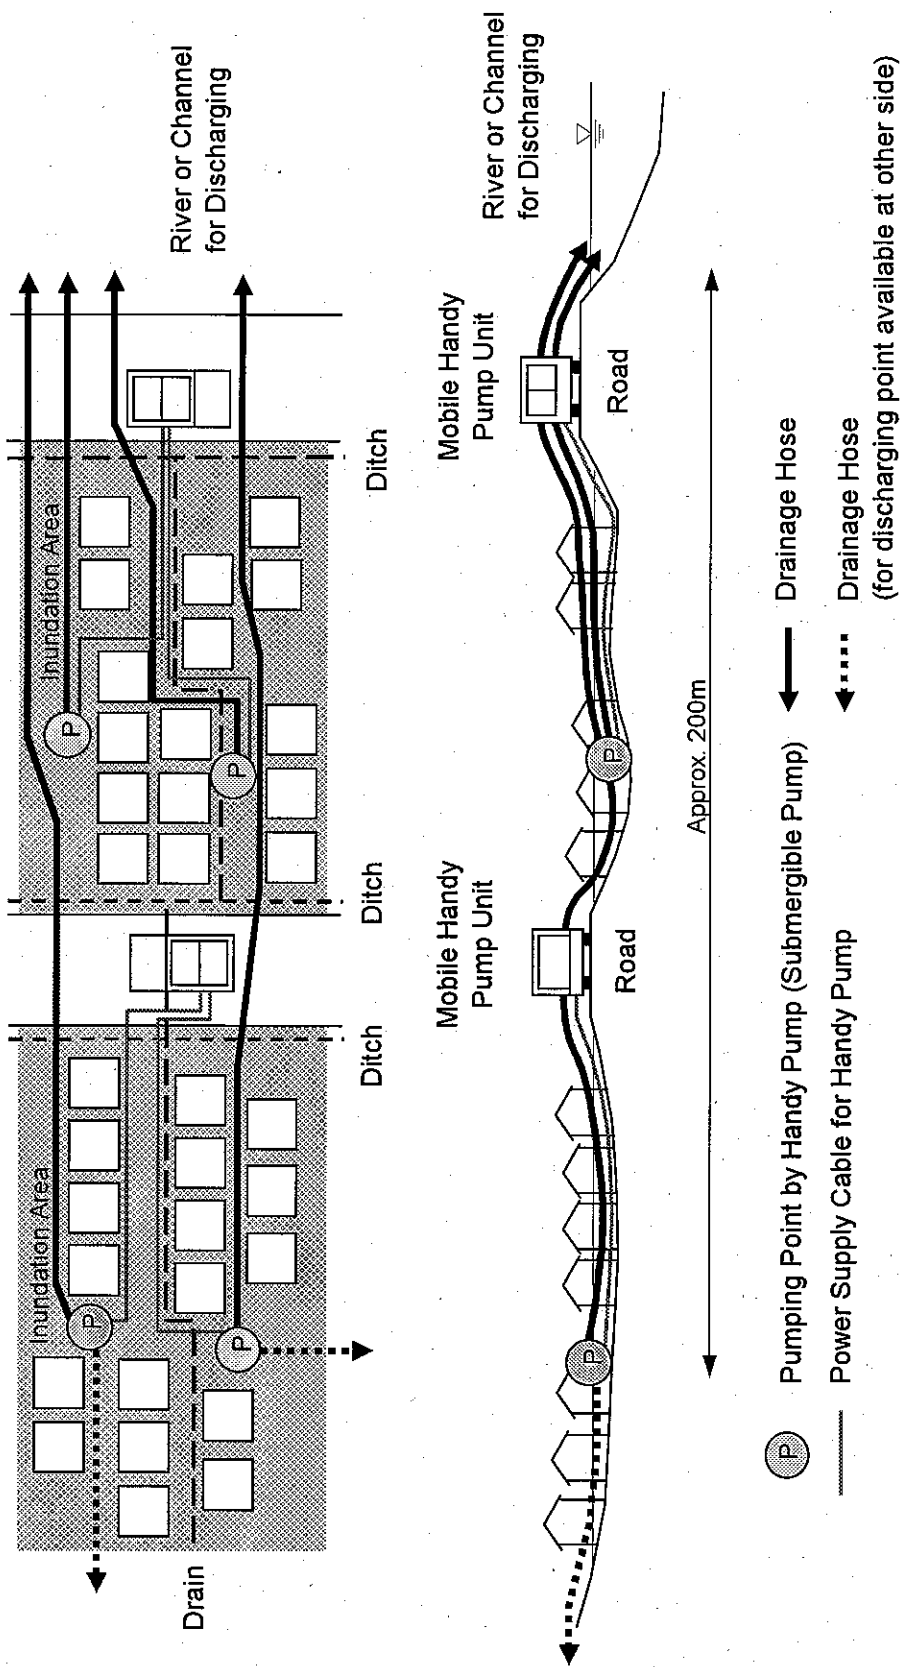 River or Channel
for Discharging
Inundation Area
Inundation Area
P
P
P
P
Drain
Ditch
Ditch
Ditch
River or Channel
for Discharging
Mobile Handy
Pump Unit
Mobile Handy
Pump Unit
Road
Road
P
P
Approx. 200m
P
Pumping Point by Handy Pump (Submergible Pump)
Power Supply Cable for Handy Pump
Drainage Hose
Drainage Hose
(for discharging point available at other side)